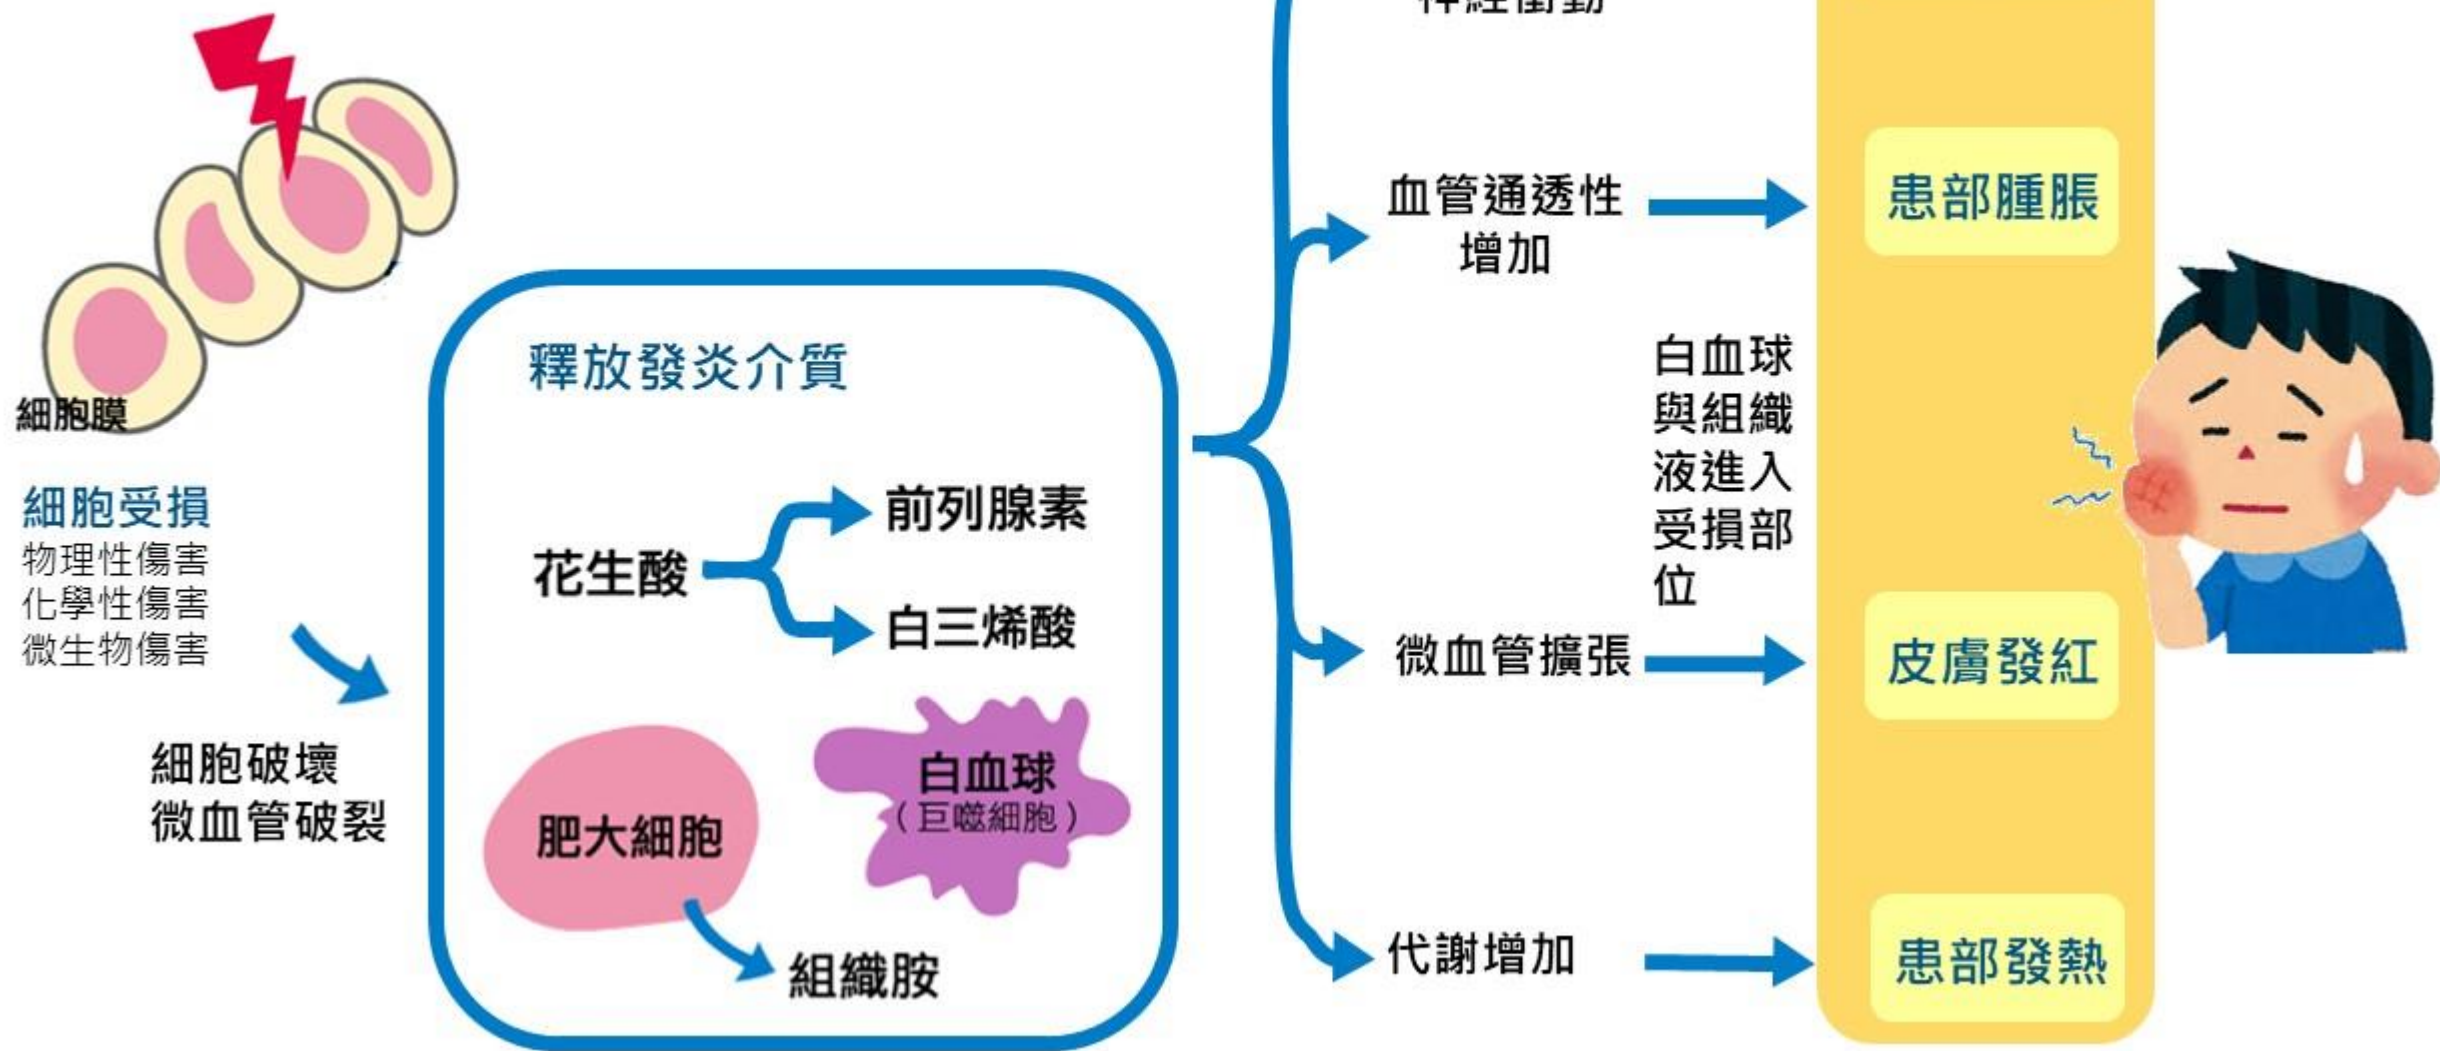 神經衝動
血管通透性
增加
患部腫脹
釋放發炎介質
白血球
與組織
液進入
受損部
位
細胞膜
細胞受損
物理性傷害
化學性傷害
微生物傷害
前列腺素
花生酸
白三烯酸
微血管擴張
皮膚發紅
細胞破壞
微血管破裂
肥大細胞
白血球
（巨噬細胞）
組織胺
代謝增加
患部發熱